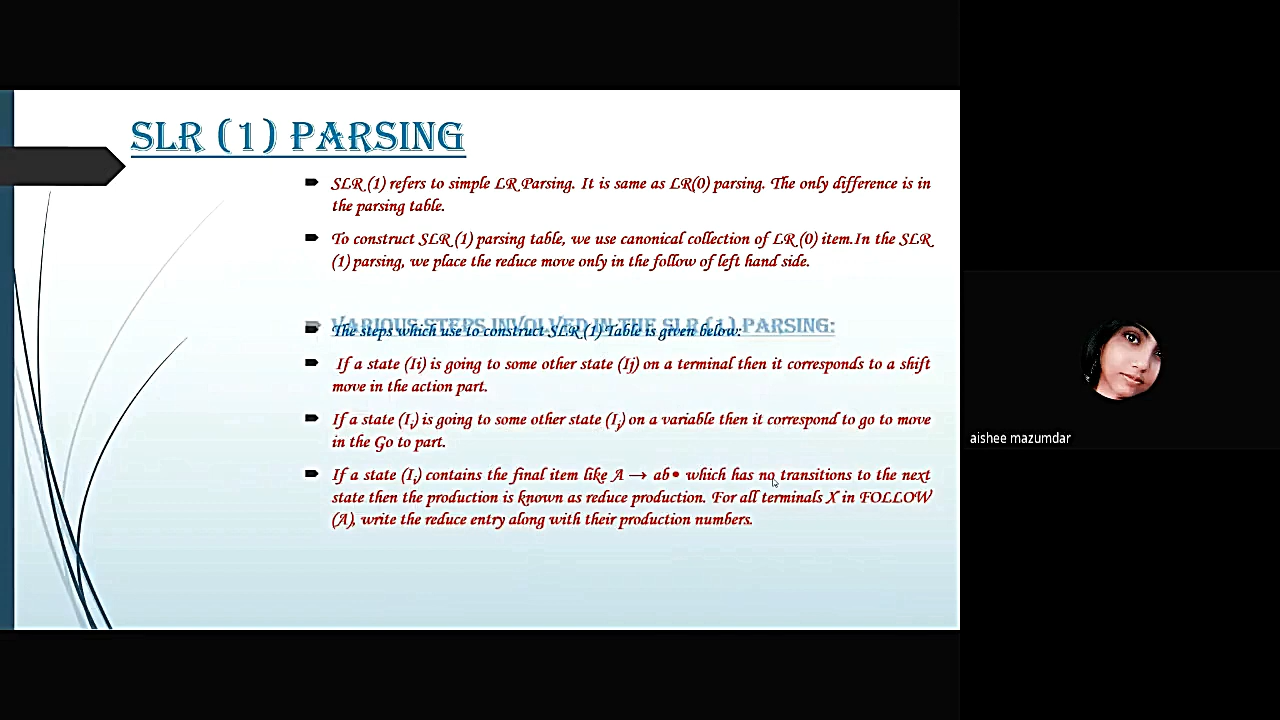 SLR (1) PARSING
SLR (1) refers to simple LR Parsing. It is same as LR(0) parsing. The only difference is in
the parsing table.
To construct SLR (1) parsing table, we use canonical collection of LR (0) item.In the SLR
(1) parsing, we place the reduce move only in the follow of left hand side.
VARIOUS STEPS INVOLVED IN THE SLR (1) PARSING:
The steps which use to construct SLR (1) Table is given below:
If a state (Ii) is going to some other state (Ij) on a terminal then it corresponds to a shift
move in the action part.
If a state (Ii) is going to some other state (Ij) on a variable then it correspond to go to move
in the Go to part.
If a state (Ii) contains the final item like A → ab• which has no transitions to the next
state then the production is known as reduce production. For all terminals X in FOLLOW
(A), write the reduce entry along with their production numbers.
aishee mazumdar